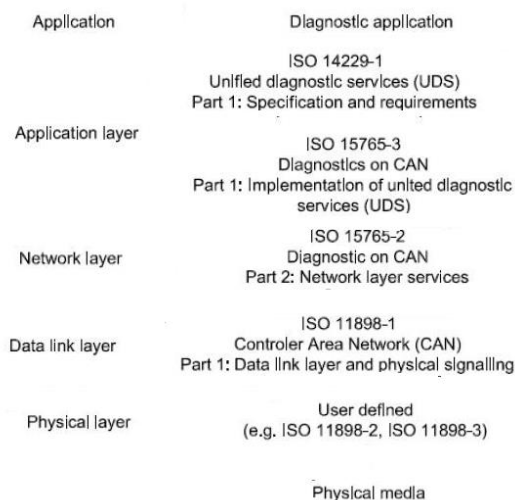 Application Diagnostic application
ISO 14229-1
Unified diagnostic services (UDS)
Part 1: Specification and requirements
Application layer
ISO 15765-3
Diagnostics on CAN
Part 1: Implementation of united diagnostic
services (UDS)
ISO 15765-2
Network layer Diagnostic on CAN
Part 2: Network layer services
ISO 11898-1
Data link layer Controler Area Network (CAN)
Part 1: Data link layer and physical signalling
Physical layer User defined
(e.g. ISO 11898-2, ISO 11898-3)
Physical media